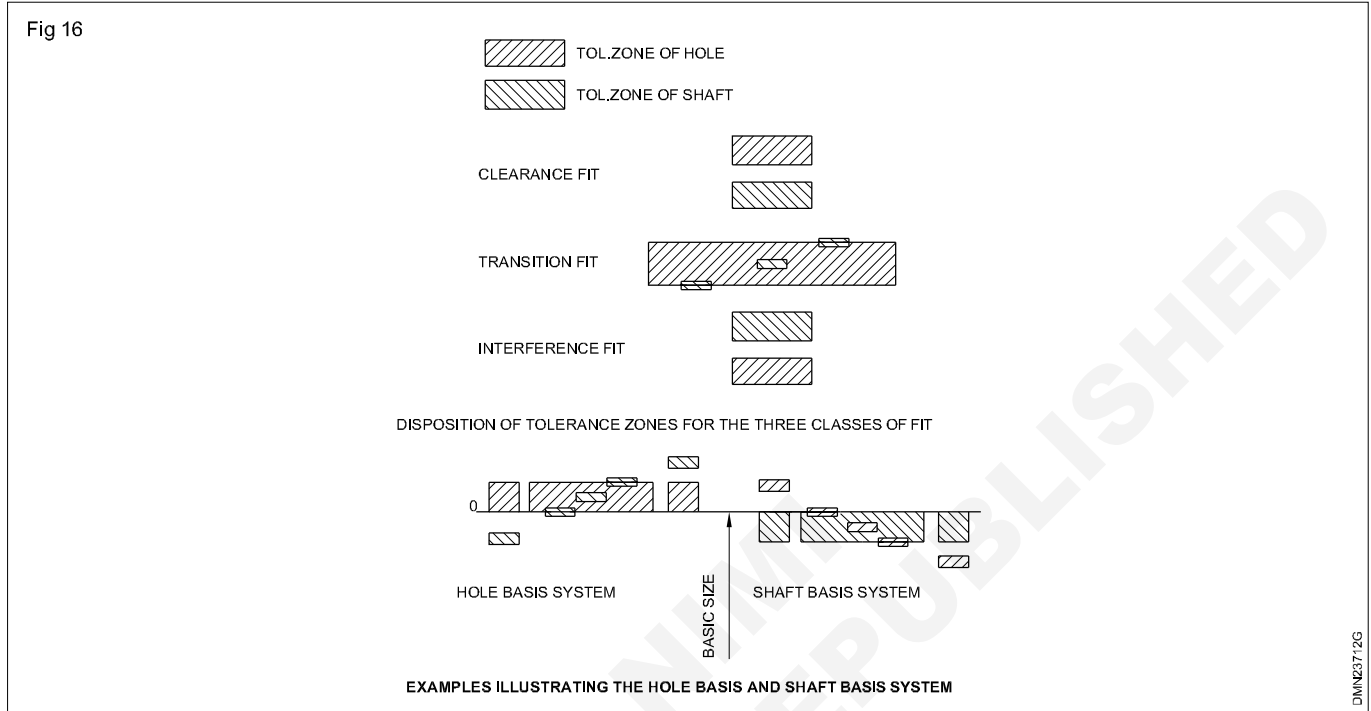 Fig 16
TOL.ZONE OF HOLE
TOL.ZONE OF SHAFT
CLEARANCE FIT
TRANSITION FIT
INTERFERENCE FIT
DISPOSITION OF TOLERANCE ZONES FOR THE THREE CLASSES OF FIT
0
HOLE BASIS SYSTEM
BASIC SIZE
SHAFT BASIS SYSTEM
EXAMPLES ILLUSTRATING THE HOLE BASIS AND SHAFT BASIS SYSTEM
DMN23712G